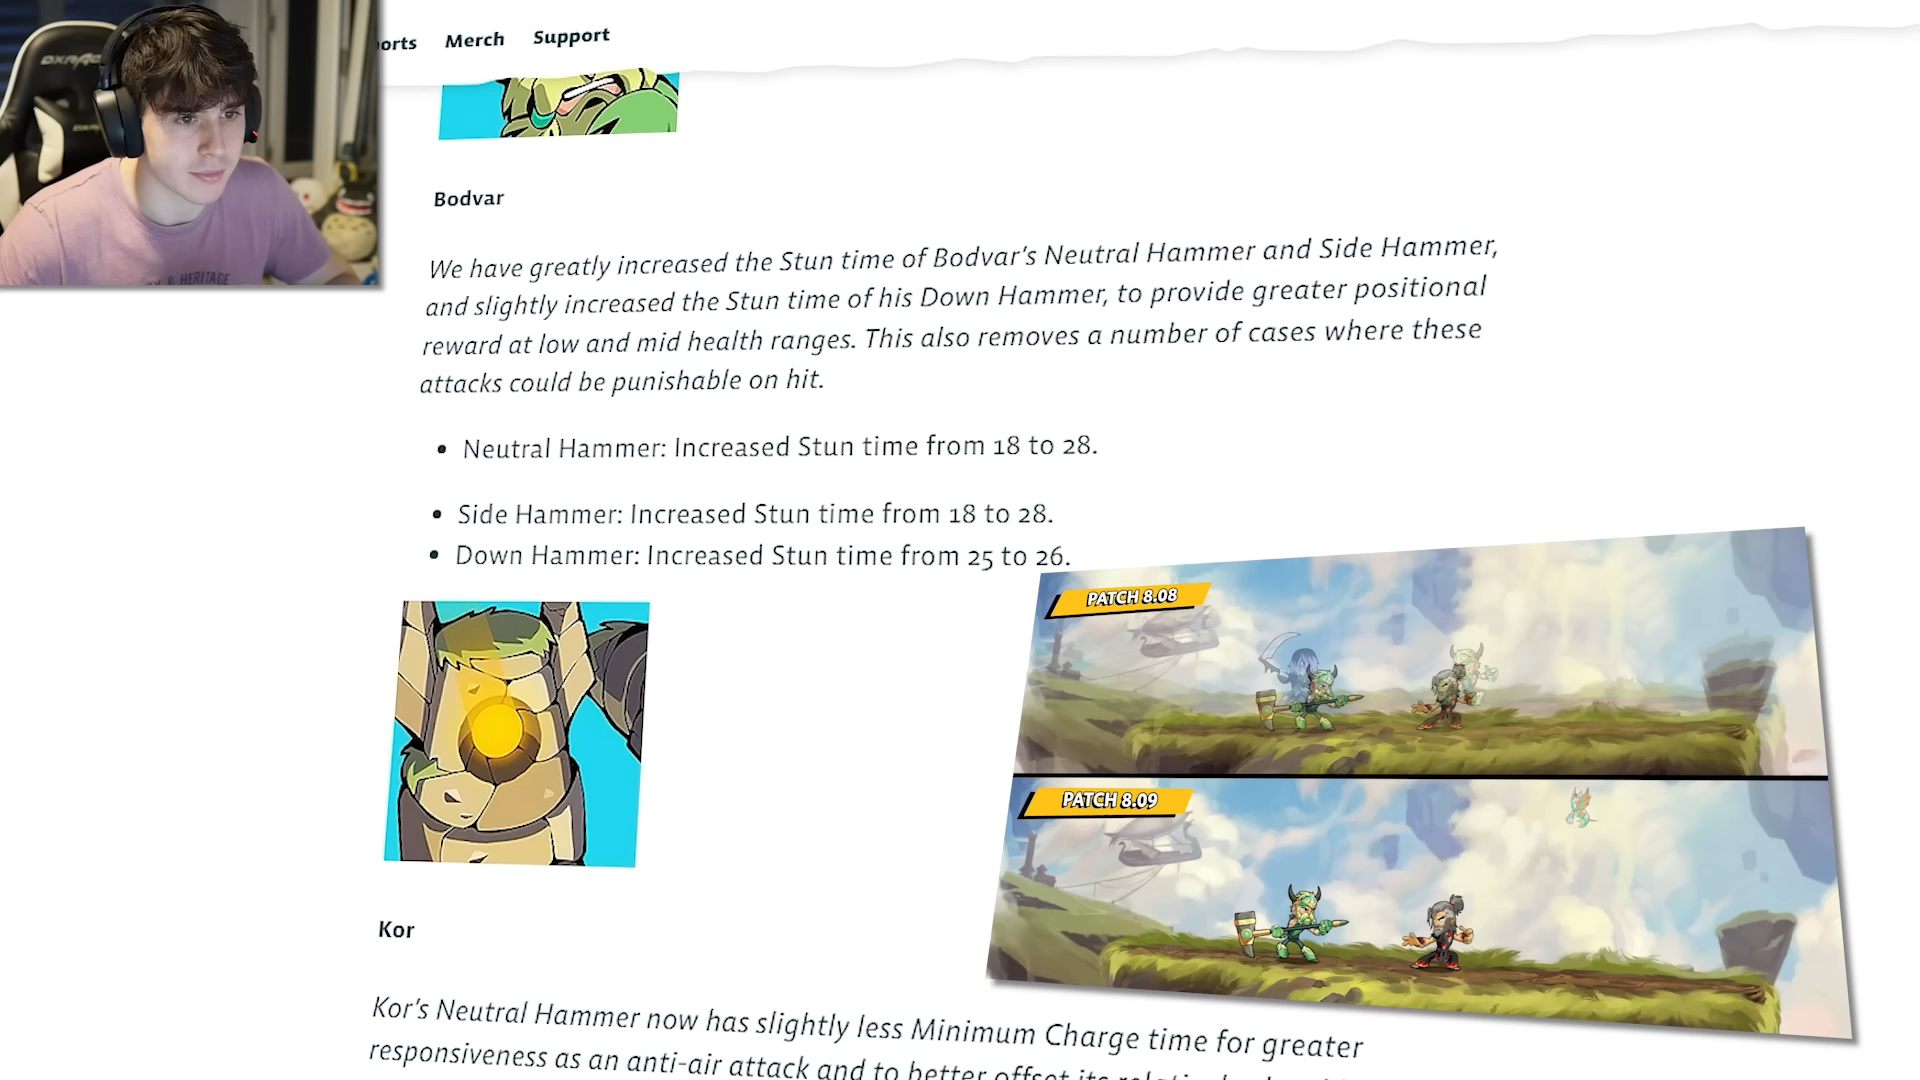 orts Merch Support
Bodvar
We have greatly increased the Stun time of Bodvar's Neutral Hammer and Side Hammer,
and slightly increased the Stun time of his Down Hammer, to provide greater positional
reward at low and mid health ranges. This also removes a number of cases where these
attacks could be punishable on hit.
• Neutral Hammer: Increased Stun time from 18 to 28.
• Side Hammer: Increased Stun time from 18 to 28.
• Down Hammer: Increased Stun time from 25 to 26.
PATCH 8.08
PATCH 8.09
Kor
Kor's Neutral Hammer now has slightly less Minimum Charge time for greater
responsiveness as an anti-air attack and to better offset its
& HERITAGE